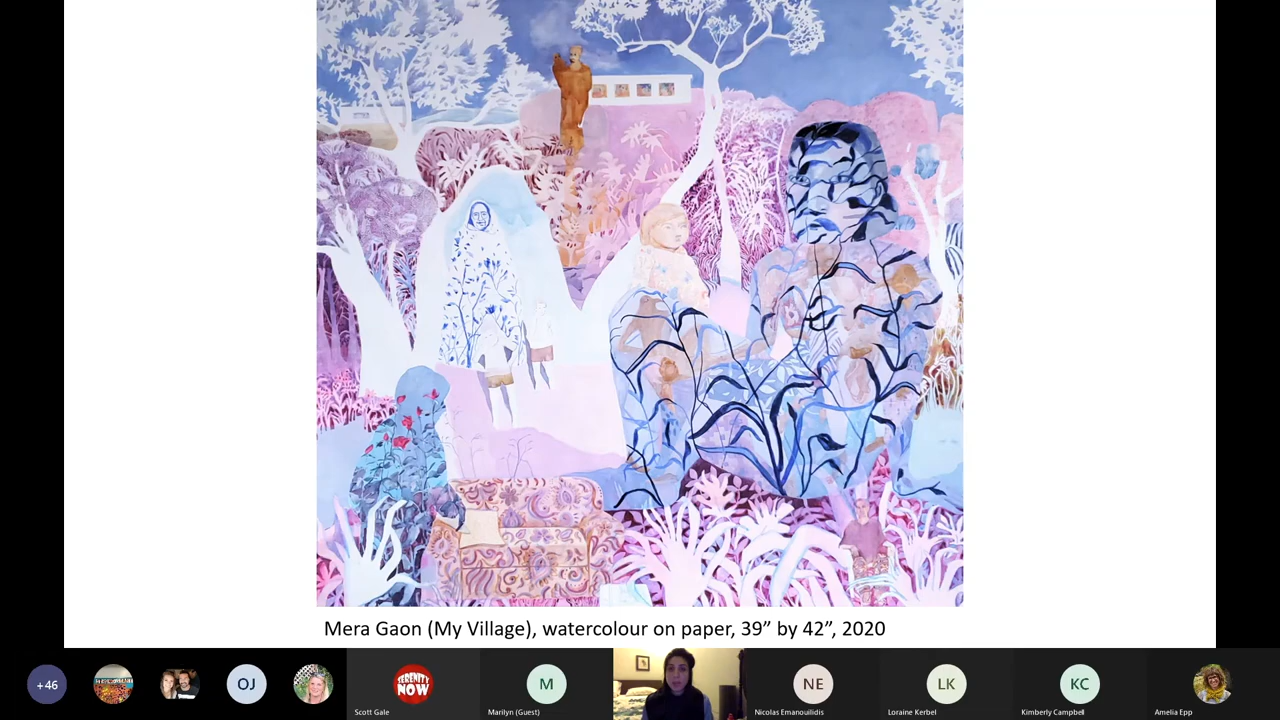 Mera Gaon (My Village), watercolour on paper, 39” by 42”, 2020
+46
OJ
SERENITY
NOW
Scott Gale
M
Marilyn (Guest)
NE
Nicolas Emanouilidis
LK
Loraine Kerbel
KC
Kimberly Campbell
Amelia Epp